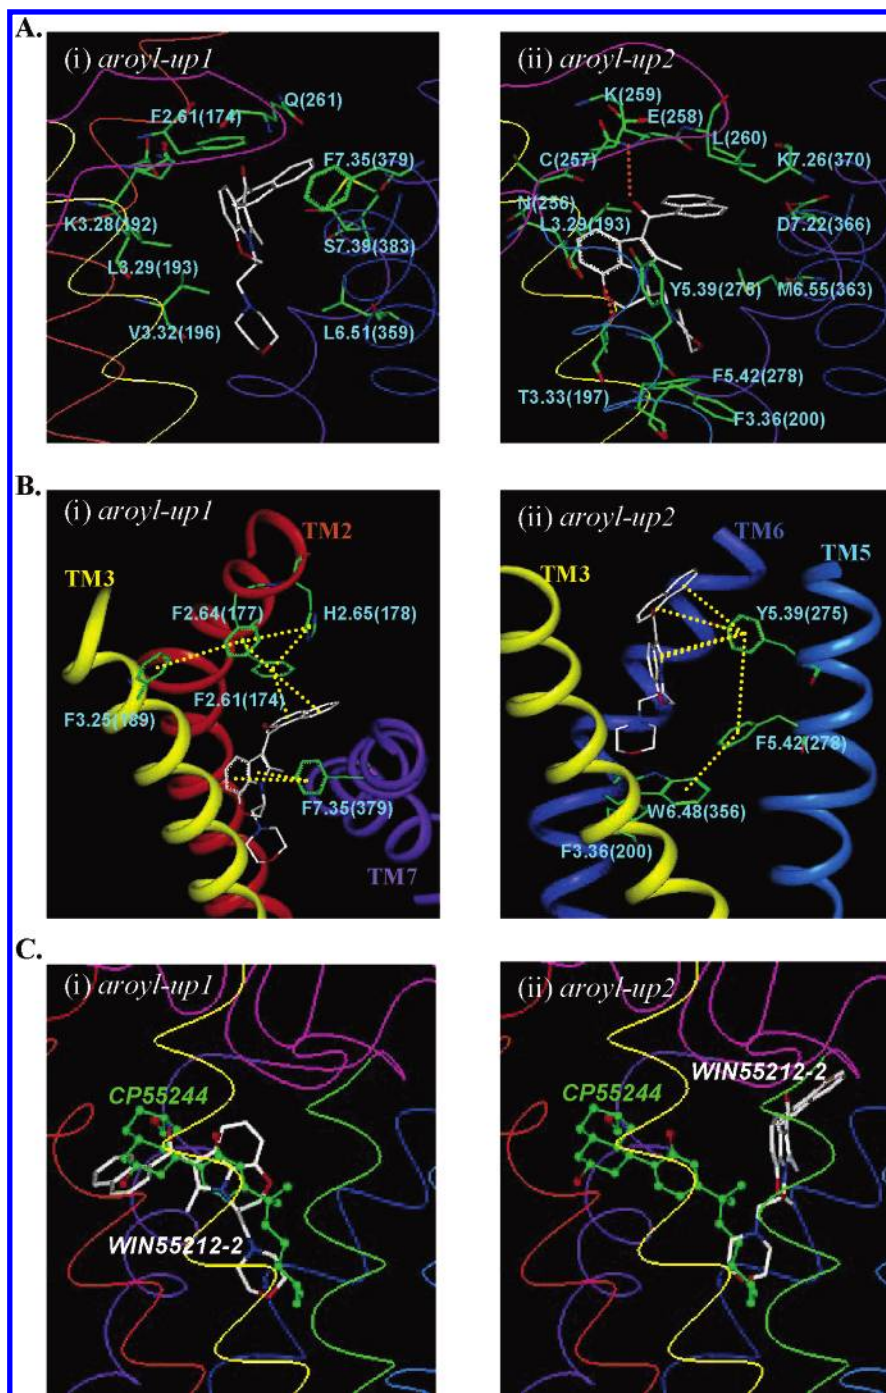 A.
(i) aroyl-up1
Q(261)
F2.61(174)
F7.35(379)
K3.28(192)
S7.39(383)
L3.29(193)
V3.32(196)
L6.51(359)
(ii) aroyl-up2
K(259)
E(258)
L(260)
C(257)
K7.26(370)
N(256)
L3.29(193)
D7.22(366)
Y5.39(275)
M6.55(363)
F5.42(278)
T3.33(197)
F3.36(200)
B.
(i) aroyl-up1
TM2
TM3
F2.64(177)
H2.65(178)
F2.61(174)
F3.25(189)
F7.35(379)
TM7
(ii) aroyl-up2
TM6
TM5
TM3
Y5.39(275)
F5.42(278)
W6.48(356)
F3.36(200)
C.
(i) aroyl-up1
CP55244
WIN55212-2
(ii) aroyl-up2
WIN55212-2
CP55244